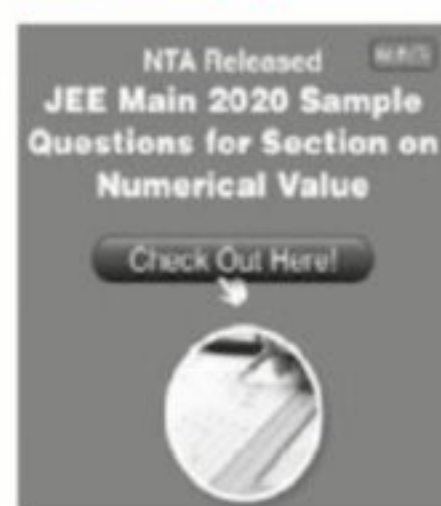 NTA Released
JEE Main 2020 Sample
Questions for Section on
Numerical Value
Check Out Here!